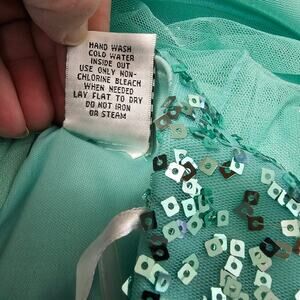 HAND WASH
COLD WATER
INSIDE OUT
USE ONLY NON-
CHLORINE BLEACH
WHEN NEEDED
LAY FLAT TO DRY
DO NOT IRON
OR STEAM